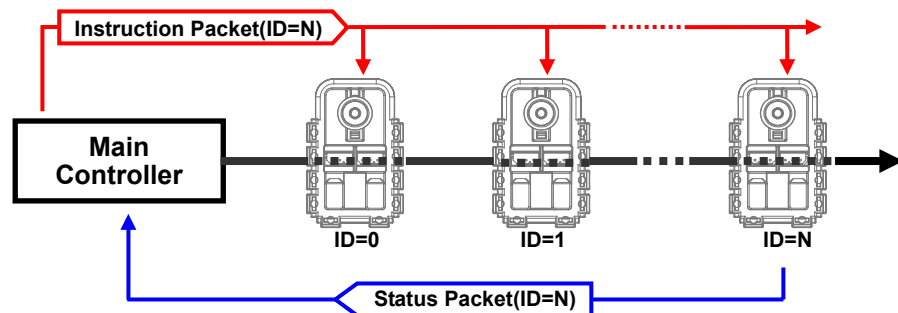 Instruction Packet(ID=N)
Main
Controller
ID=0
ID=1
ID=N
Status Packet(ID=N)